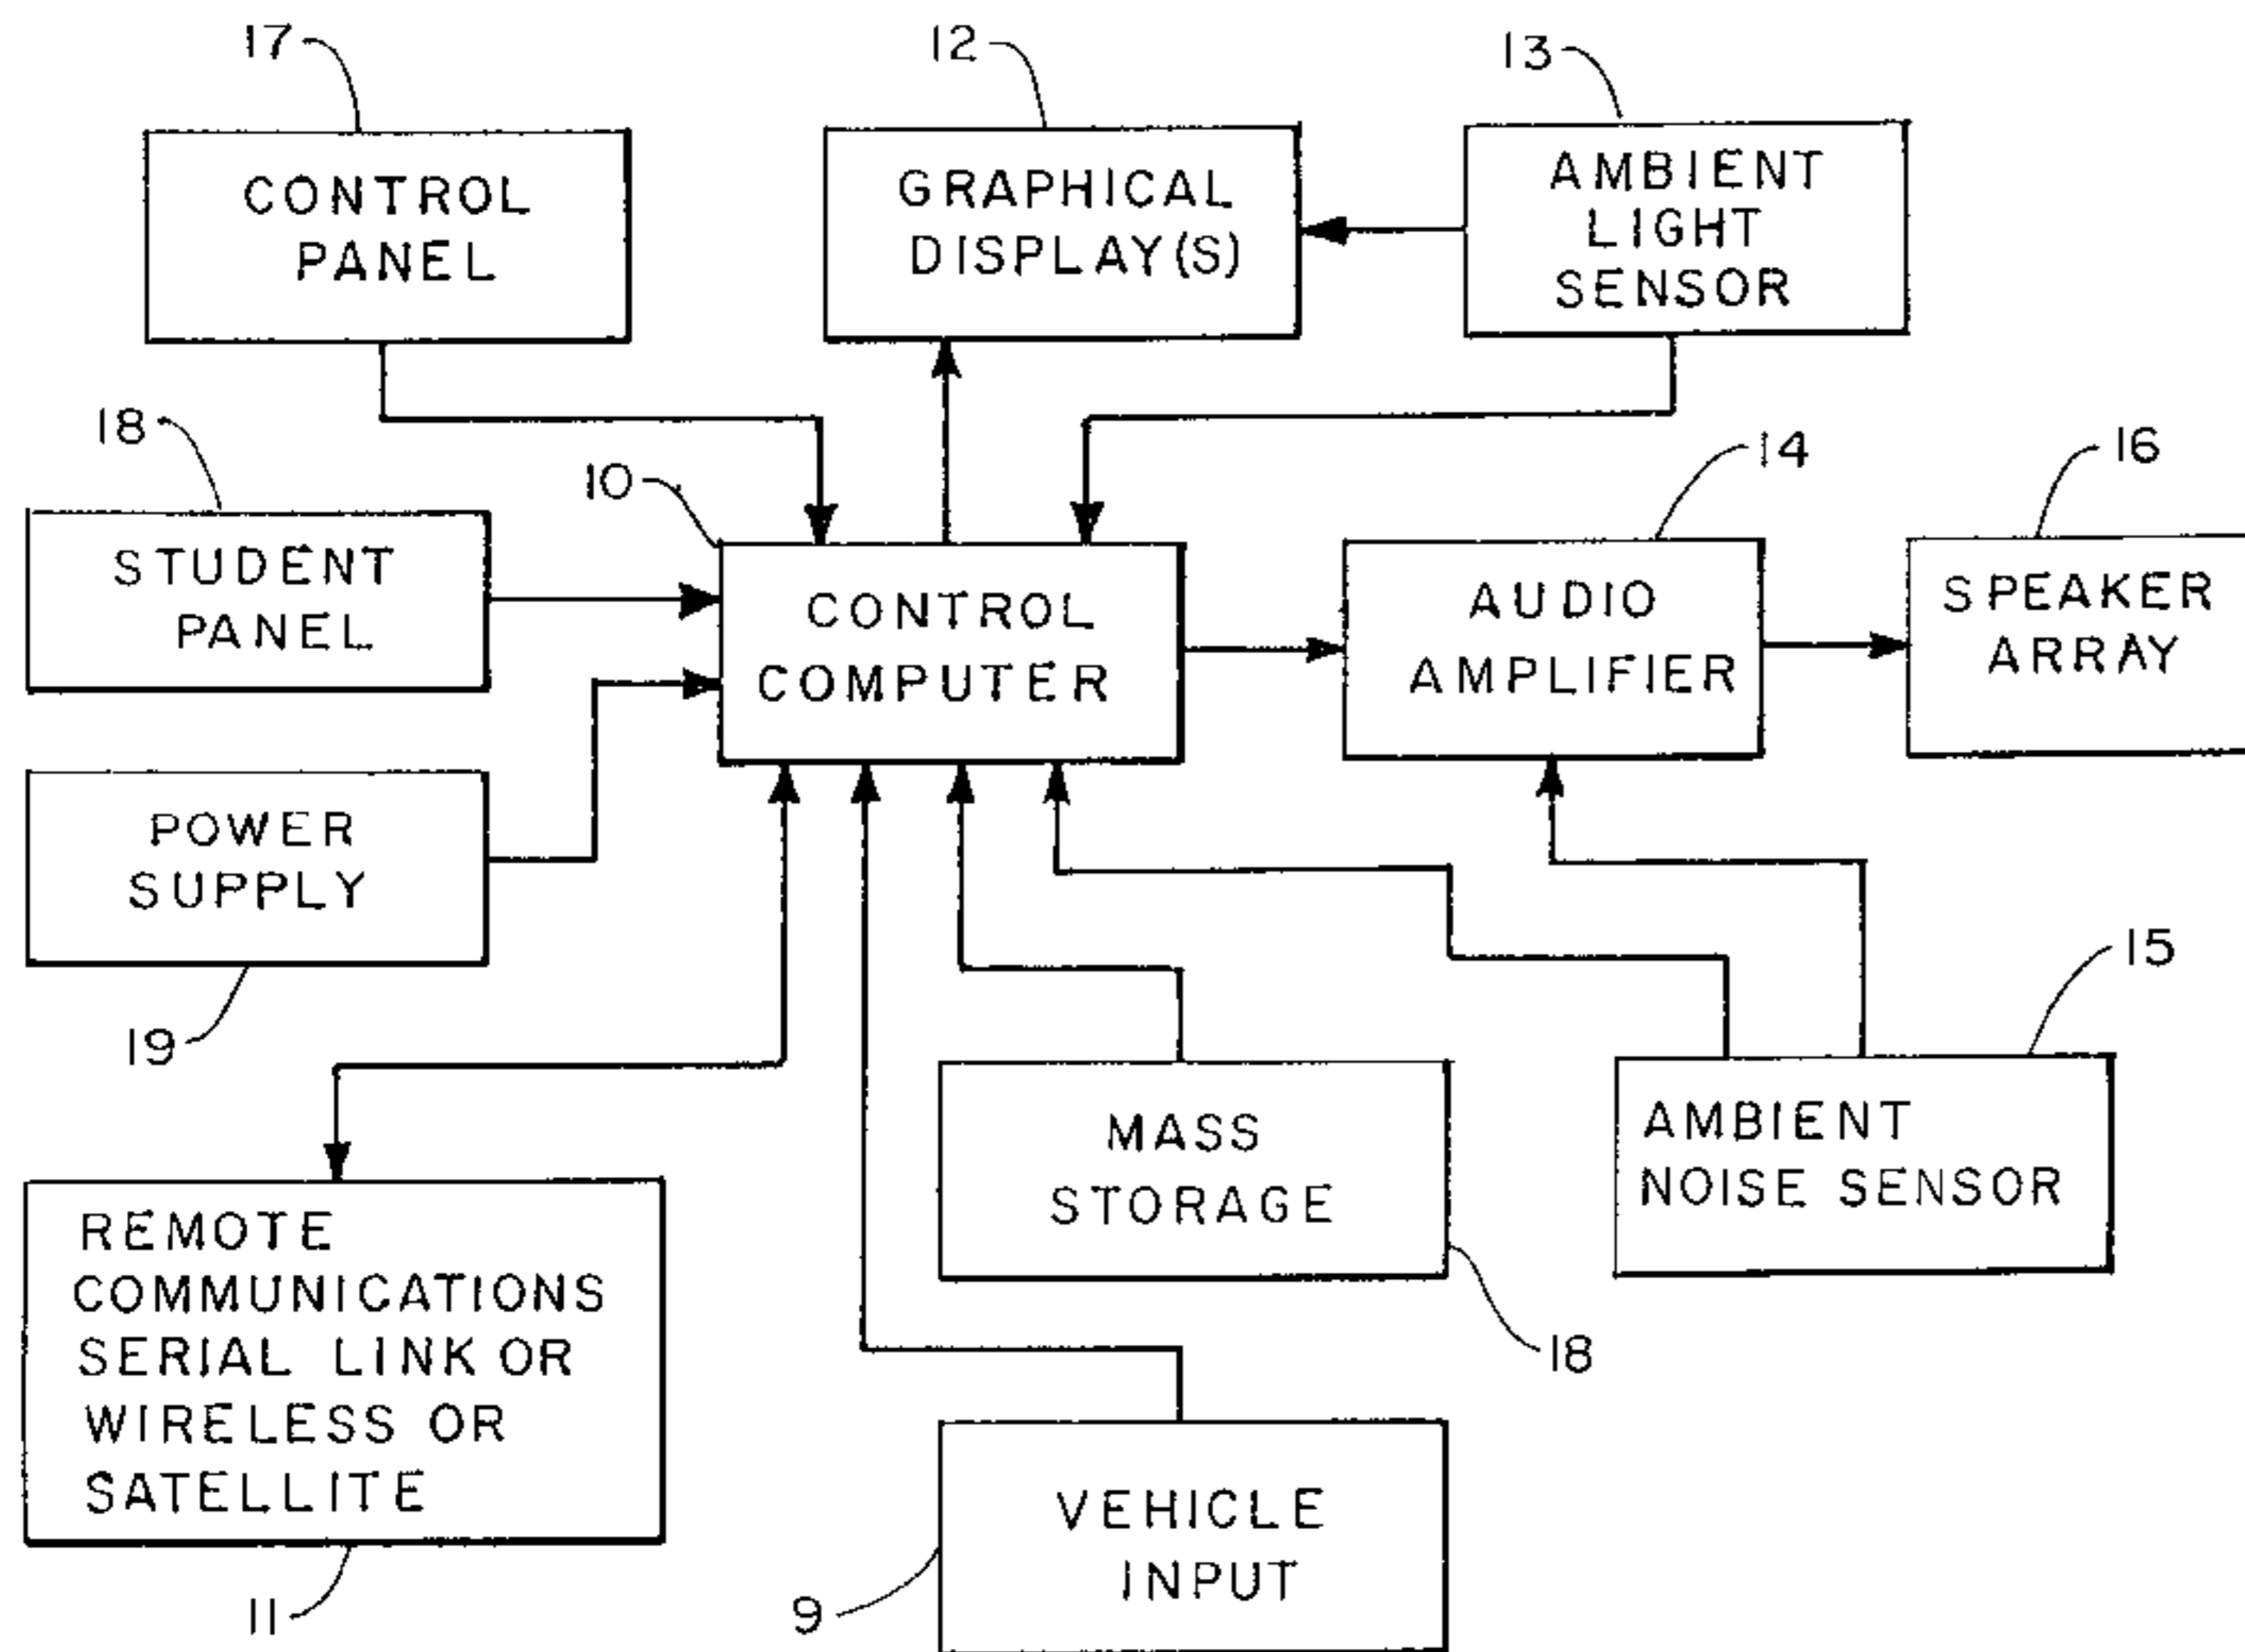 17
12
13
CONTROL
PANEL
GRAPHICAL
DISPLAY(S)
AMBIENT
LIGHT
SENSOR
18
10
14
16
STUDENT
PANEL
CONTROL
COMPUTER
AUDIO
AMPLIFIER
SPEAKER
ARRAY
POWER
SUPPLY
19
15
MASS
STORAGE
18
AMBIENT
NOISE SENSOR
REMOTE
COMMUNICATIONS
SERIAL LINK OR
WIRELESS OR
SATELLITE
11
VEHICLE
INPUT
9